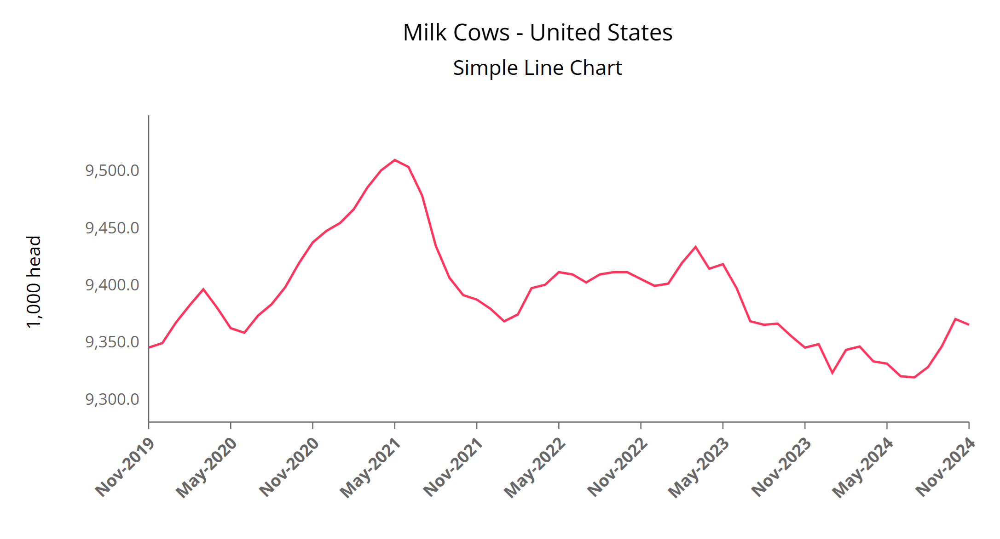 Milk Cows - United States
Simple Line Chart
1,000 head
9,500.0
9,450.0
9,400.0
9,350.0
9,300.0
Nov-2019
May-2020
Nov-2020
May-2021
Nov-2021
May-2022
Nov-2022
May-2023
Nov-2023
May-2024
Nov-2024